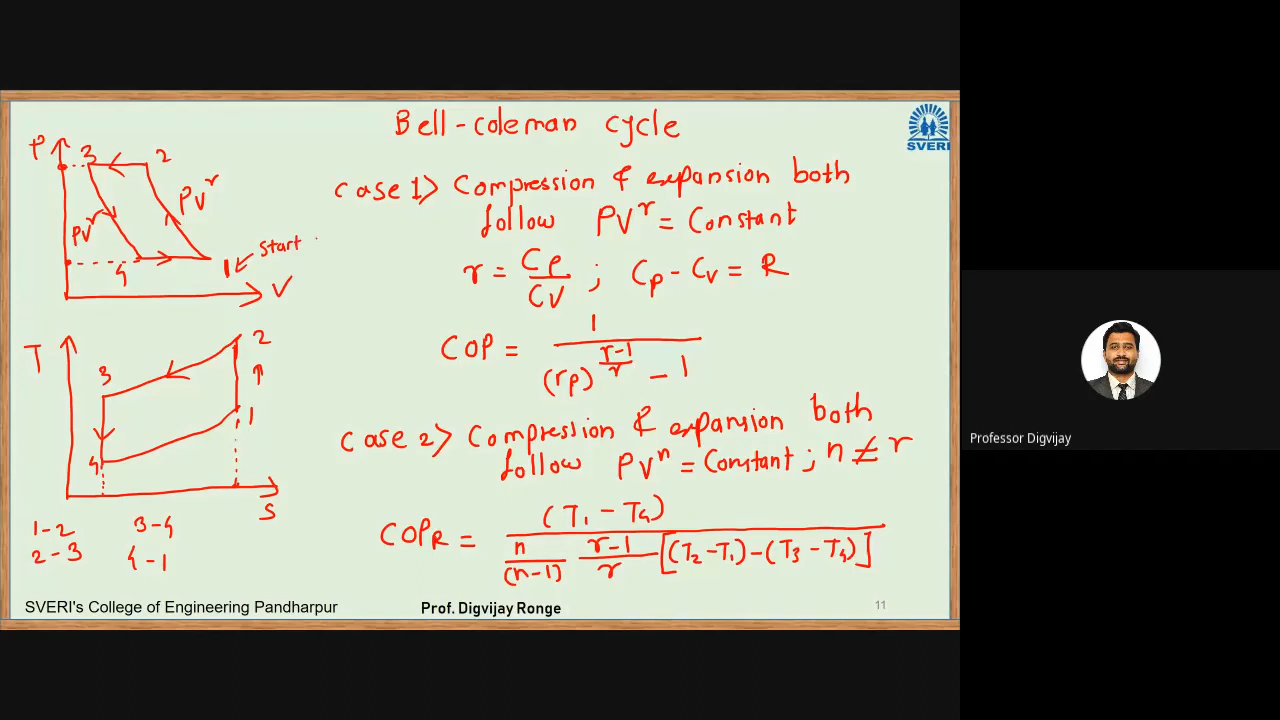 Bell-coleman cycle
SVERI
P
3
2
PV^r
PV^r
Start
1
4
V
case 1> Compression & expansion both
follow PV^r = Constant
r = Cp/CV ; Cp - Cv = R
COP = 1/((rp)^((r-1)/r) - 1)
T
2
3
1
4
S
1-2 3-4
2-3 4-1
case 2> Compression & expansion both
follow PV^n = Constant ; n ≠ r
COPR = (T1 - T4)/(n/(n-1) (r-1)/r [(T2-T1)-(T3-T4)])
SVERI's College of Engineering Pandharpur
Prof. Digvijay Ronge
11
Professor Digvijay